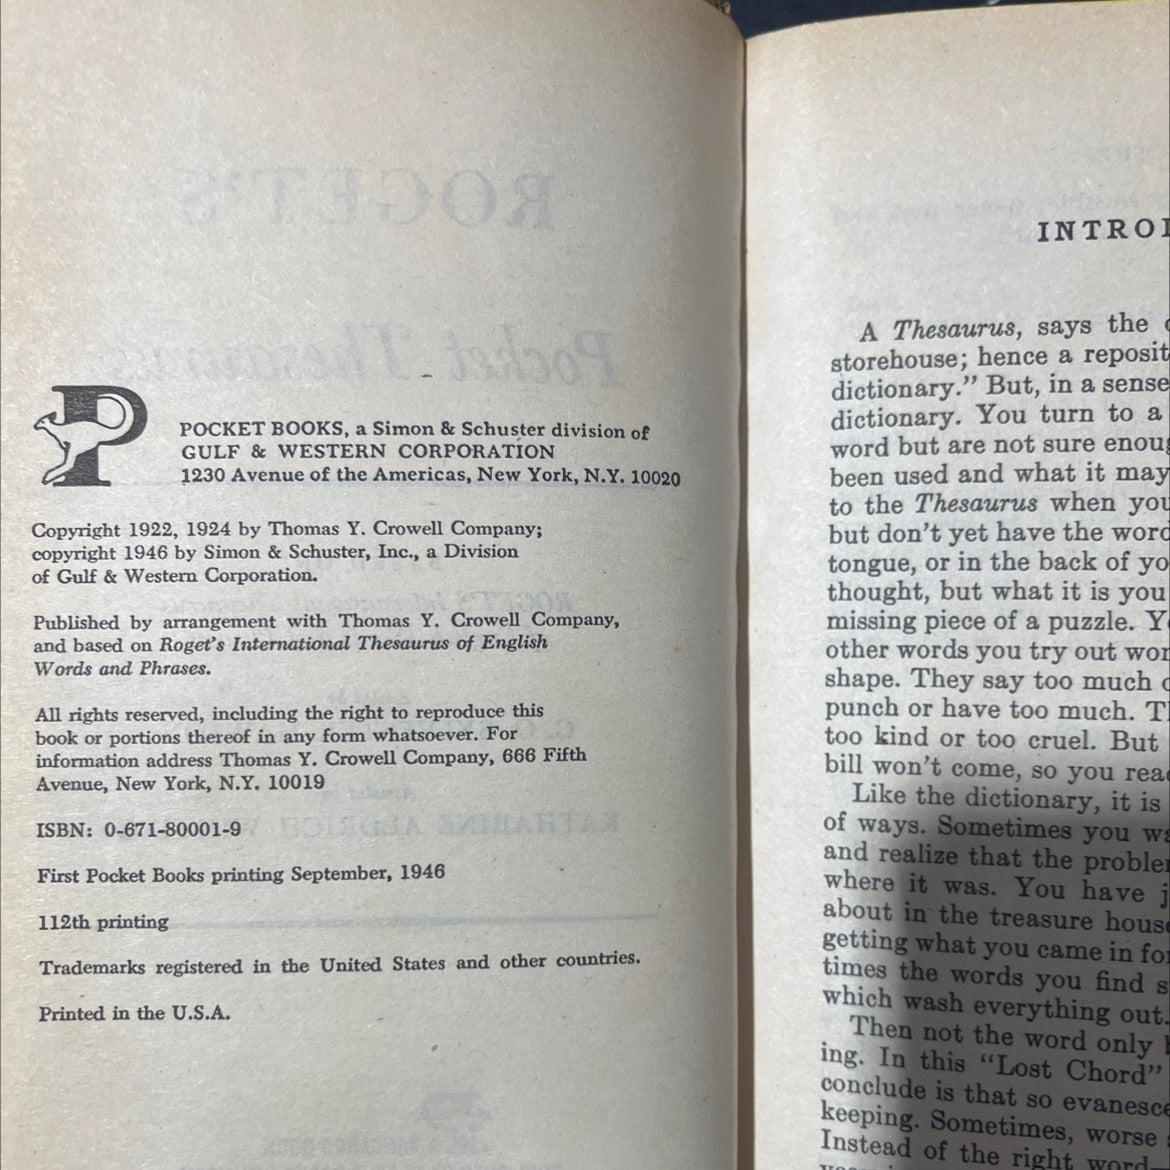 POCKET BOOKS, a Simon & Schuster division of
GULF & WESTERN CORPORATION
1230 Avenue of the Americas, New York, N.Y. 10020
Copyright 1922, 1924 by Thomas Y. Crowell Company;
copyright 1946 by Simon & Schuster, Inc., a Division
of Gulf & Western Corporation.
Published by arrangement with Thomas Y. Crowell Company,
and based on Roget's International Thesaurus of English
Words and Phrases.
All rights reserved, including the right to reproduce this
book or portions thereof in any form whatsoever. For
information address Thomas Y. Crowell Company, 666 Fifth
Avenue, New York, N.Y. 10019
ISBN: 0-671-80001-9
First Pocket Books printing September, 1946
112th printing
Trademarks registered in the United States and other countries.
Printed in the U.S.A.
A Thesaurus, says the
storehouse; hence a reposit
dictionary." But, in a sense
dictionary. You turn to a
word but are not sure enoug
been used and what it may
to the Thesaurus when you
but don't yet have the word
tongue, or in the back of yo
thought, but what it is you
missing piece of a puzzle. Y
other words you try out wor
shape. They say too much
punch or have too much. T
too kind or too cruel. But
bill won't come, so you reac
Like the dictionary, it is
of ways. Sometimes you wa
and realize that the problem
where it was. You have j
about in the treasure house
getting what you came in for
times the words you find s
which wash everything out.
Then not the word only
ing. In this "Lost Chord"
conclude is that so evanesce
keeping. Sometimes, worse
Instead of the right word